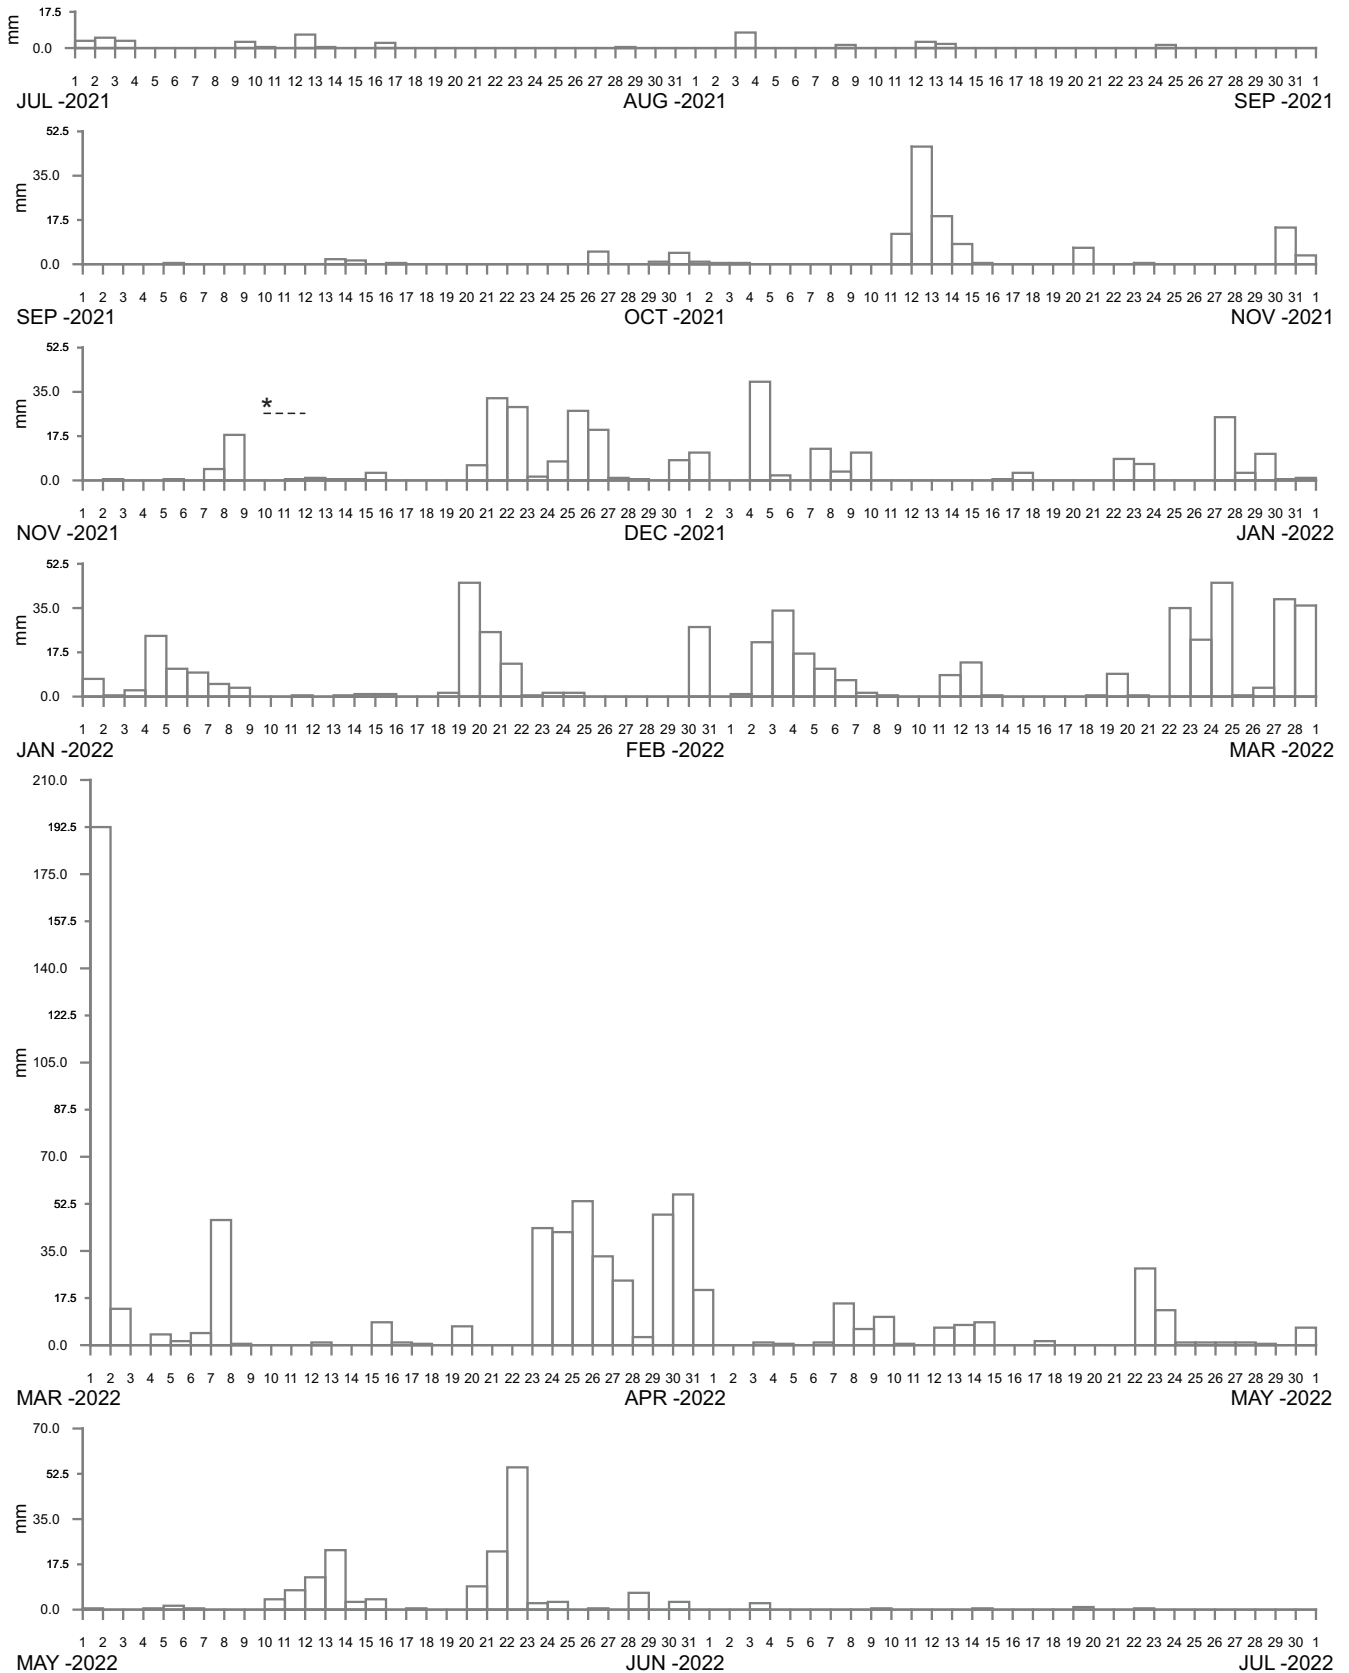 17.5
mm
0.0
1 2 3 4 5 6 7 8 9 10 11 12 13 14 15 16 17 18 19 20 21 22 23 24 25 26 27 28 29 30 31 1 2 3 4 5 6 7 8 9 10 11 12 13 14 15 16 17 18 19 20 21 22 23 24 25 26 27 28 29 30 31 1
JUL -2021 AUG -2021 SEP -2021
52.5
35.0
mm
17.5
0.0
1 2 3 4 5 6 7 8 9 10 11 12 13 14 15 16 17 18 19 20 21 22 23 24 25 26 27 28 29 30 1 2 3 4 5 6 7 8 9 10 11 12 13 14 15 16 17 18 19 20 21 22 23 24 25 26 27 28 29 30 31 1
SEP -2021 OCT -2021 NOV -2021
52.5
35.0
*
mm
17.5
0.0
1 2 3 4 5 6 7 8 9 10 11 12 13 14 15 16 17 18 19 20 21 22 23 24 25 26 27 28 29 30 1 2 3 4 5 6 7 8 9 10 11 12 13 14 15 16 17 18 19 20 21 22 23 24 25 26 27 28 29 30 31 1
NOV -2021 DEC -2021 JAN -2022
52.5
35.0
mm
17.5
0.0
1 2 3 4 5 6 7 8 9 10 11 12 13 14 15 16 17 18 19 20 21 22 23 24 25 26 27 28 29 30 31 1 2 3 4 5 6 7 8 9 10 11 12 13 14 15 16 17 18 19 20 21 22 23 24 25 26 27 28 1
JAN -2022 FEB -2022 MAR -2022
210.0
192.5
175.0
157.5
140.0
122.5
105.0
mm
87.5
70.0
52.5
35.0
17.5
0.0
1 2 3 4 5 6 7 8 9 10 11 12 13 14 15 16 17 18 19 20 21 22 23 24 25 26 27 28 29 30 31 1 2 3 4 5 6 7 8 9 10 11 12 13 14 15 16 17 18 19 20 21 22 23 24 25 26 27 28 29 30 1
MAR -2022 APR -2022 MAY -2022
70.0
52.5
35.0
mm
17.5
0.0
1 2 3 4 5 6 7 8 9 10 11 12 13 14 15 16 17 18 19 20 21 22 23 24 25 26 27 28 29 30 31 1 2 3 4 5 6 7 8 9 10 11 12 13 14 15 16 17 18 19 20 21 22 23 24 25 26 27 28 29 30 1
MAY -2022 JUN -2022 JUL -2022